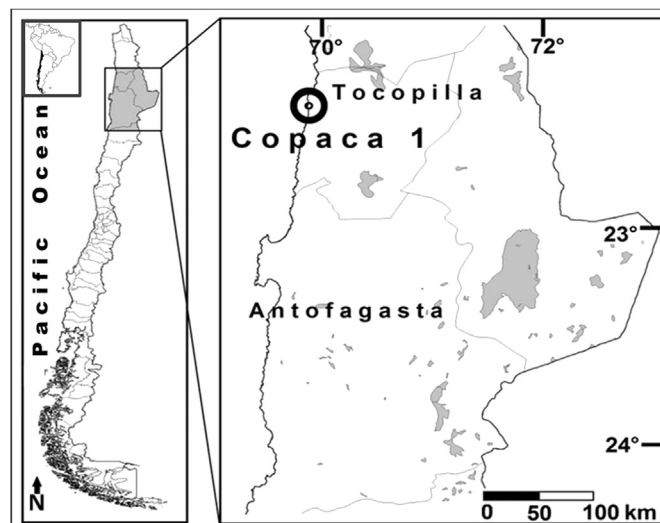 Pacific Ocean
N
70°
72°
Tocopilla
Copaca 1
23°
Antofagasta
24°
0 50 100 km